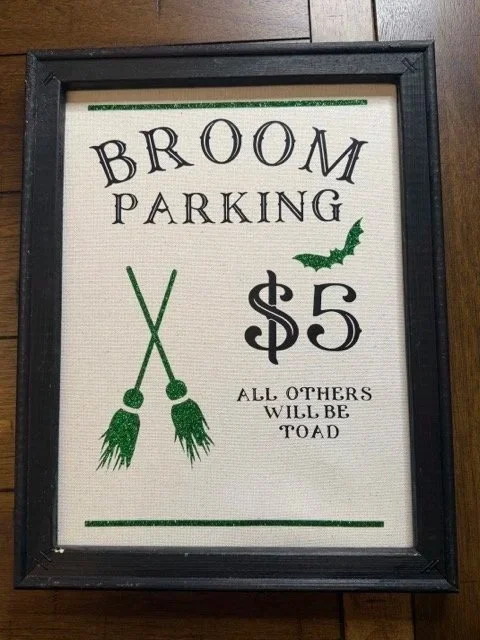 BROOM
PARKING
$5
ALL OTHERS
WILL BE
TOAD